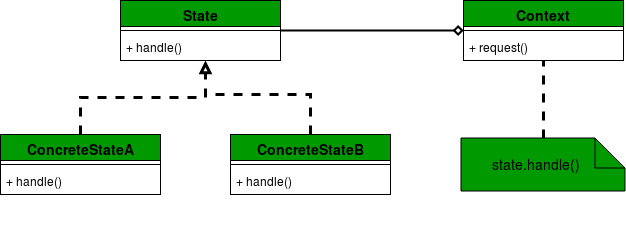 State
Context
+ handle()
+ request()
ConcreteStateA
ConcreteStateB
state.handle()
+ handle()
+ handle()